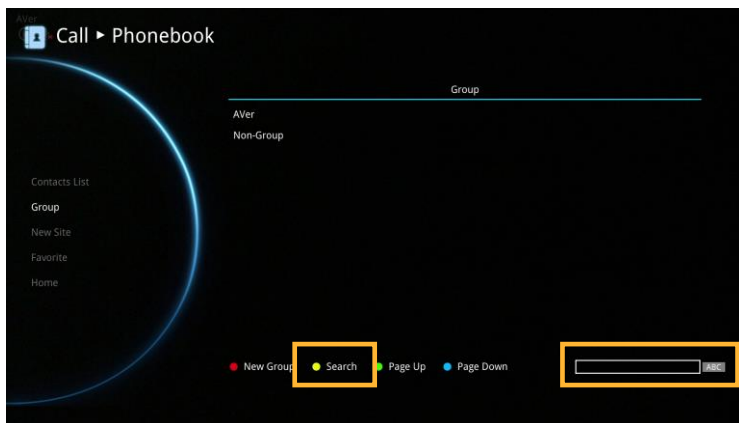 AVer
Call ► Phonebook
Group
AVer
Non-Group
Contacts List
Group
New Site
Favorite
Home
New Group Search Page Up Page Down ABC